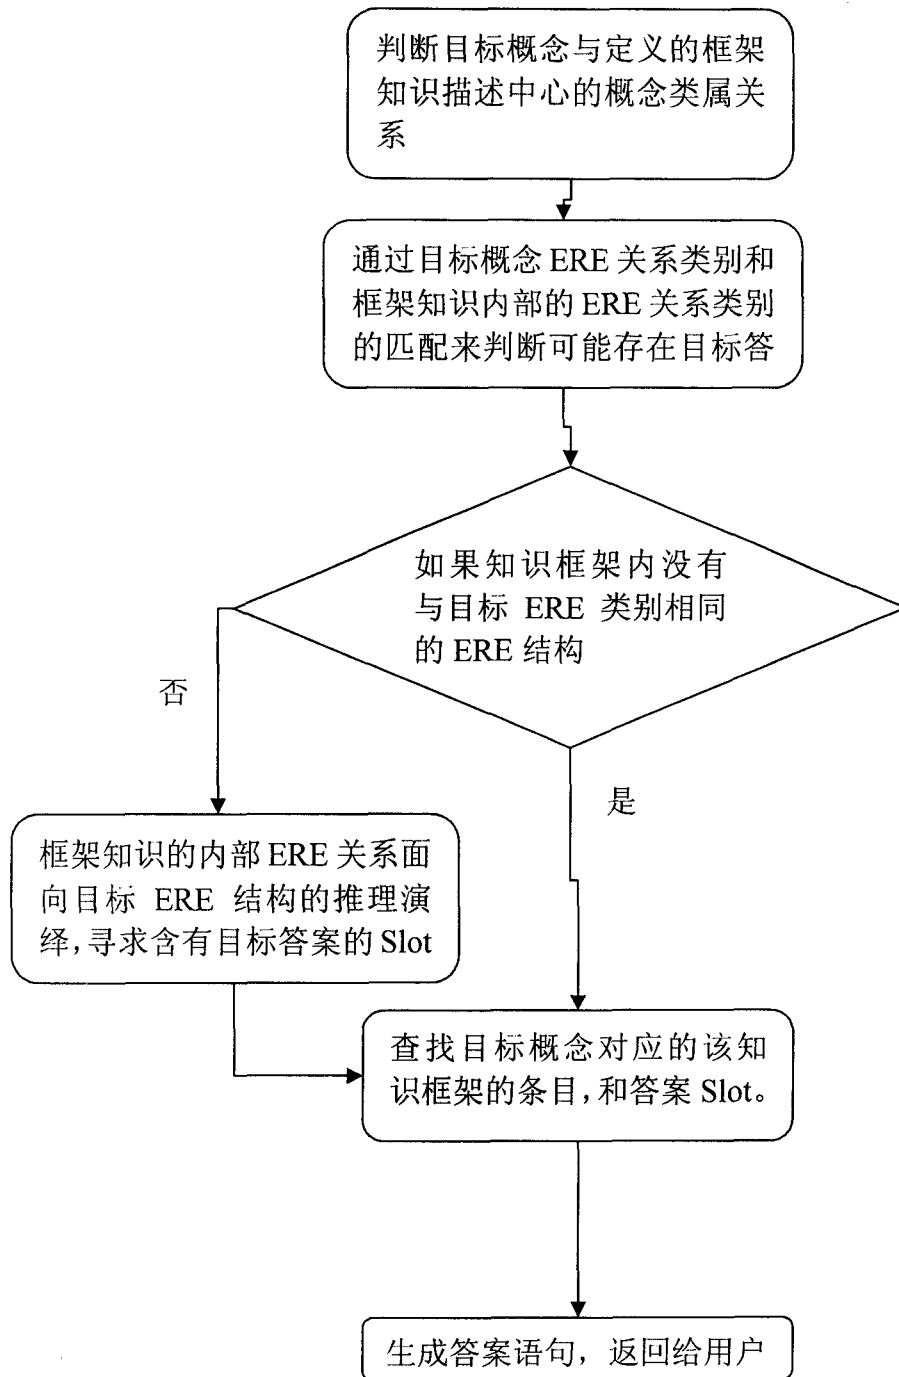 判断目标概念与定义的框架
知识描述中心的概念类属关
系
通过目标概念 ERE 关系类别和
框架知识内部的 ERE 关系类别
的匹配来判断可能存在目标答
如果知识框架内没有
与目标 ERE 类别相同
的 ERE 结构
否
是
框架知识的内部 ERE 关系面
向目标 ERE 结构的推理演
绎,寻求含有目标答案的 Slot
查找目标概念对应的该知
识框架的条目,和答案 Slot。
生成答案语句，返回给用户